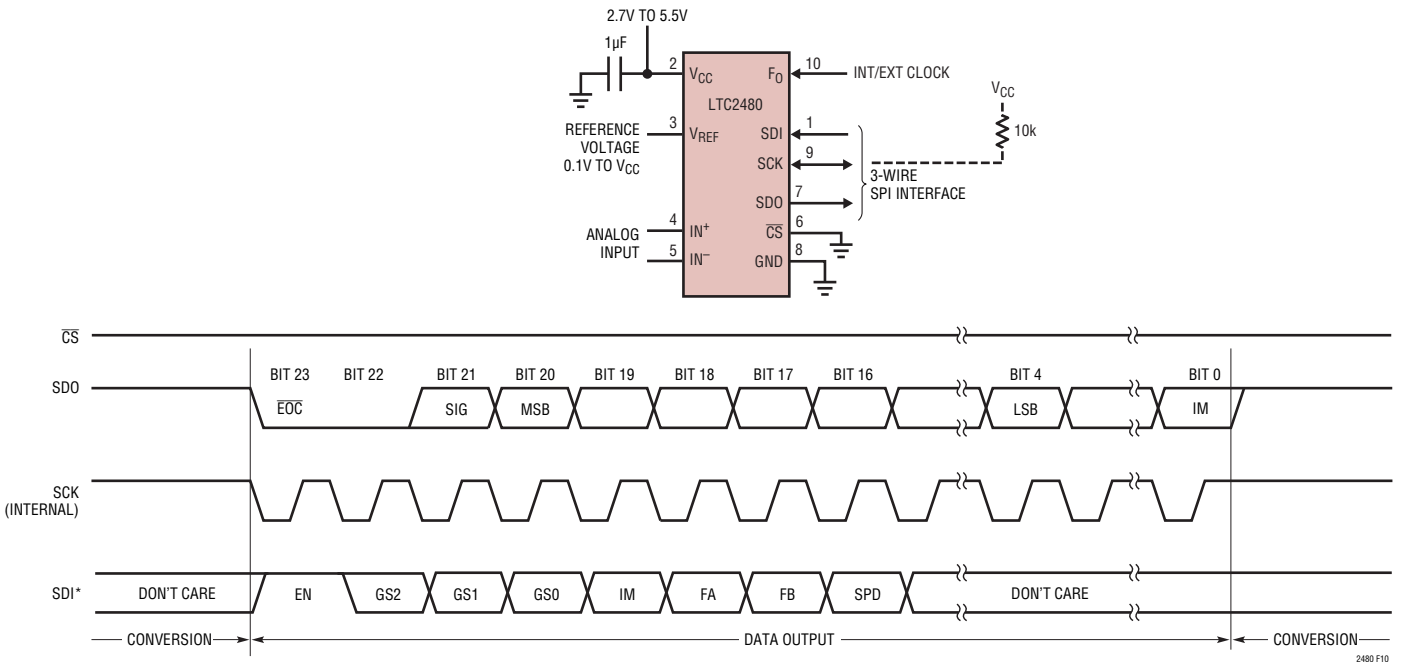 2.7V TO 5.5V
1µF
2 VCC FO 10 INT/EXT CLOCK
LTC2480
VCC
10k
REFERENCE VOLTAGE 0.1V TO VCC
3 VREF SDI 1
SCK 9
3-WIRE SPI INTERFACE
SDO 7
ANALOG INPUT
4 IN+ CS 6
5 IN– GND 8
CS
BIT 23 BIT 22 BIT 21 BIT 20 BIT 19 BIT 18 BIT 17 BIT 16 BIT 4 BIT 0
SDO EOC SIG MSB LSB IM
SCK
(INTERNAL)
SDI* DON'T CARE EN GS2 GS1 GS0 IM FA FB SPD DON'T CARE
CONVERSION DATA OUTPUT CONVERSION
2480 F10